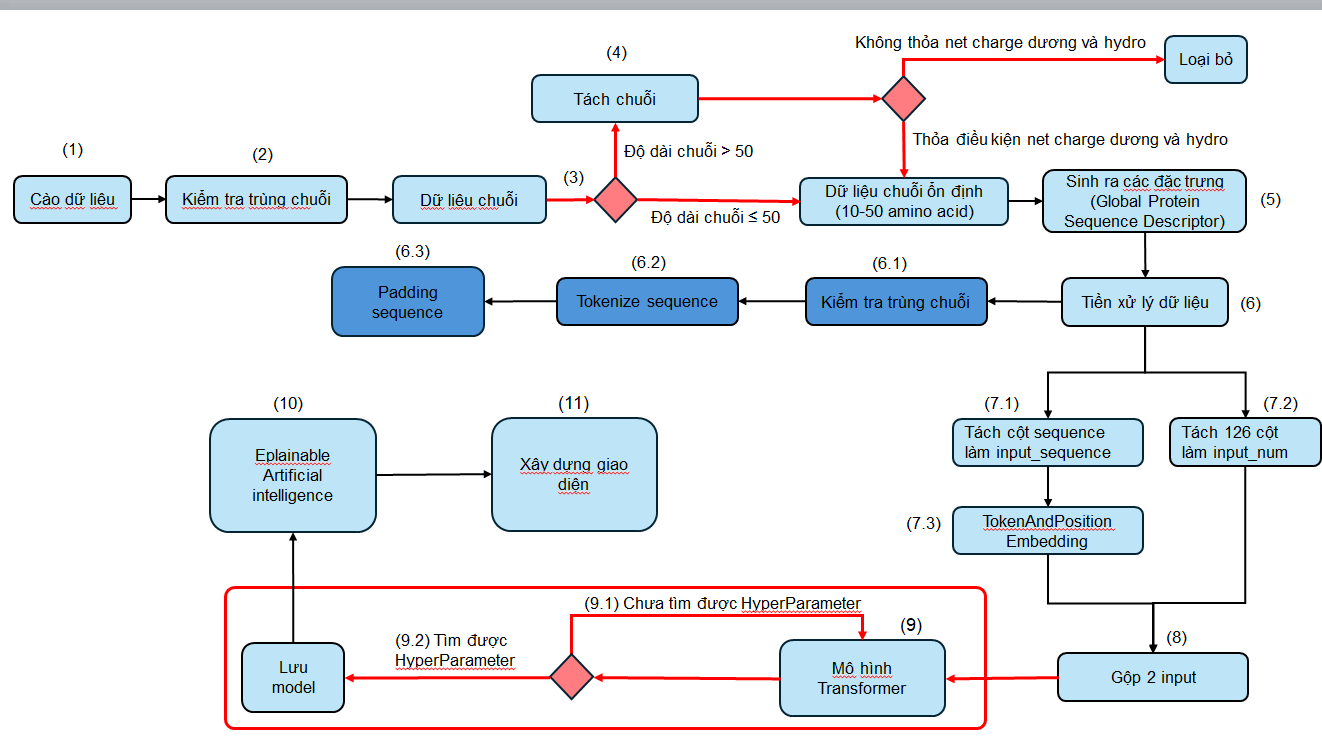 (1)
Cào dữ liệu
(2)
Kiểm tra trùng chuỗi
Dữ liệu chuỗi
(3)
Độ dài chuỗi > 50
Độ dài chuỗi ≤ 50
(4)
Tách chuỗi
Không thỏa net charge dương và hydro
Loại bỏ
Thỏa điều kiện net charge dương và hydro
Dữ liệu chuỗi ổn định
(10-50 amino acid)
Sinh ra các đặc trưng
(Global Protein
Sequence Descriptor)
(5)
Tiền xử lý dữ liệu
(6)
(6.1)
Kiểm tra trùng chuỗi
(6.2)
Tokenize sequence
(6.3)
Padding
sequence
(7.1)
Tách cột sequence
làm input_sequence
(7.2)
Tách 126 cột
làm input_num
(7.3)
TokenAndPosition
Embedding
(8)
Gộp 2 input
(9)
Mô hình
Transformer
(9.1) Chưa tìm được HyperParameter
(9.2) Tìm được
HyperParameter
Lưu
model
(10)
Eplainable
Artificial
intelligence
(11)
Xây dựng giao
diện